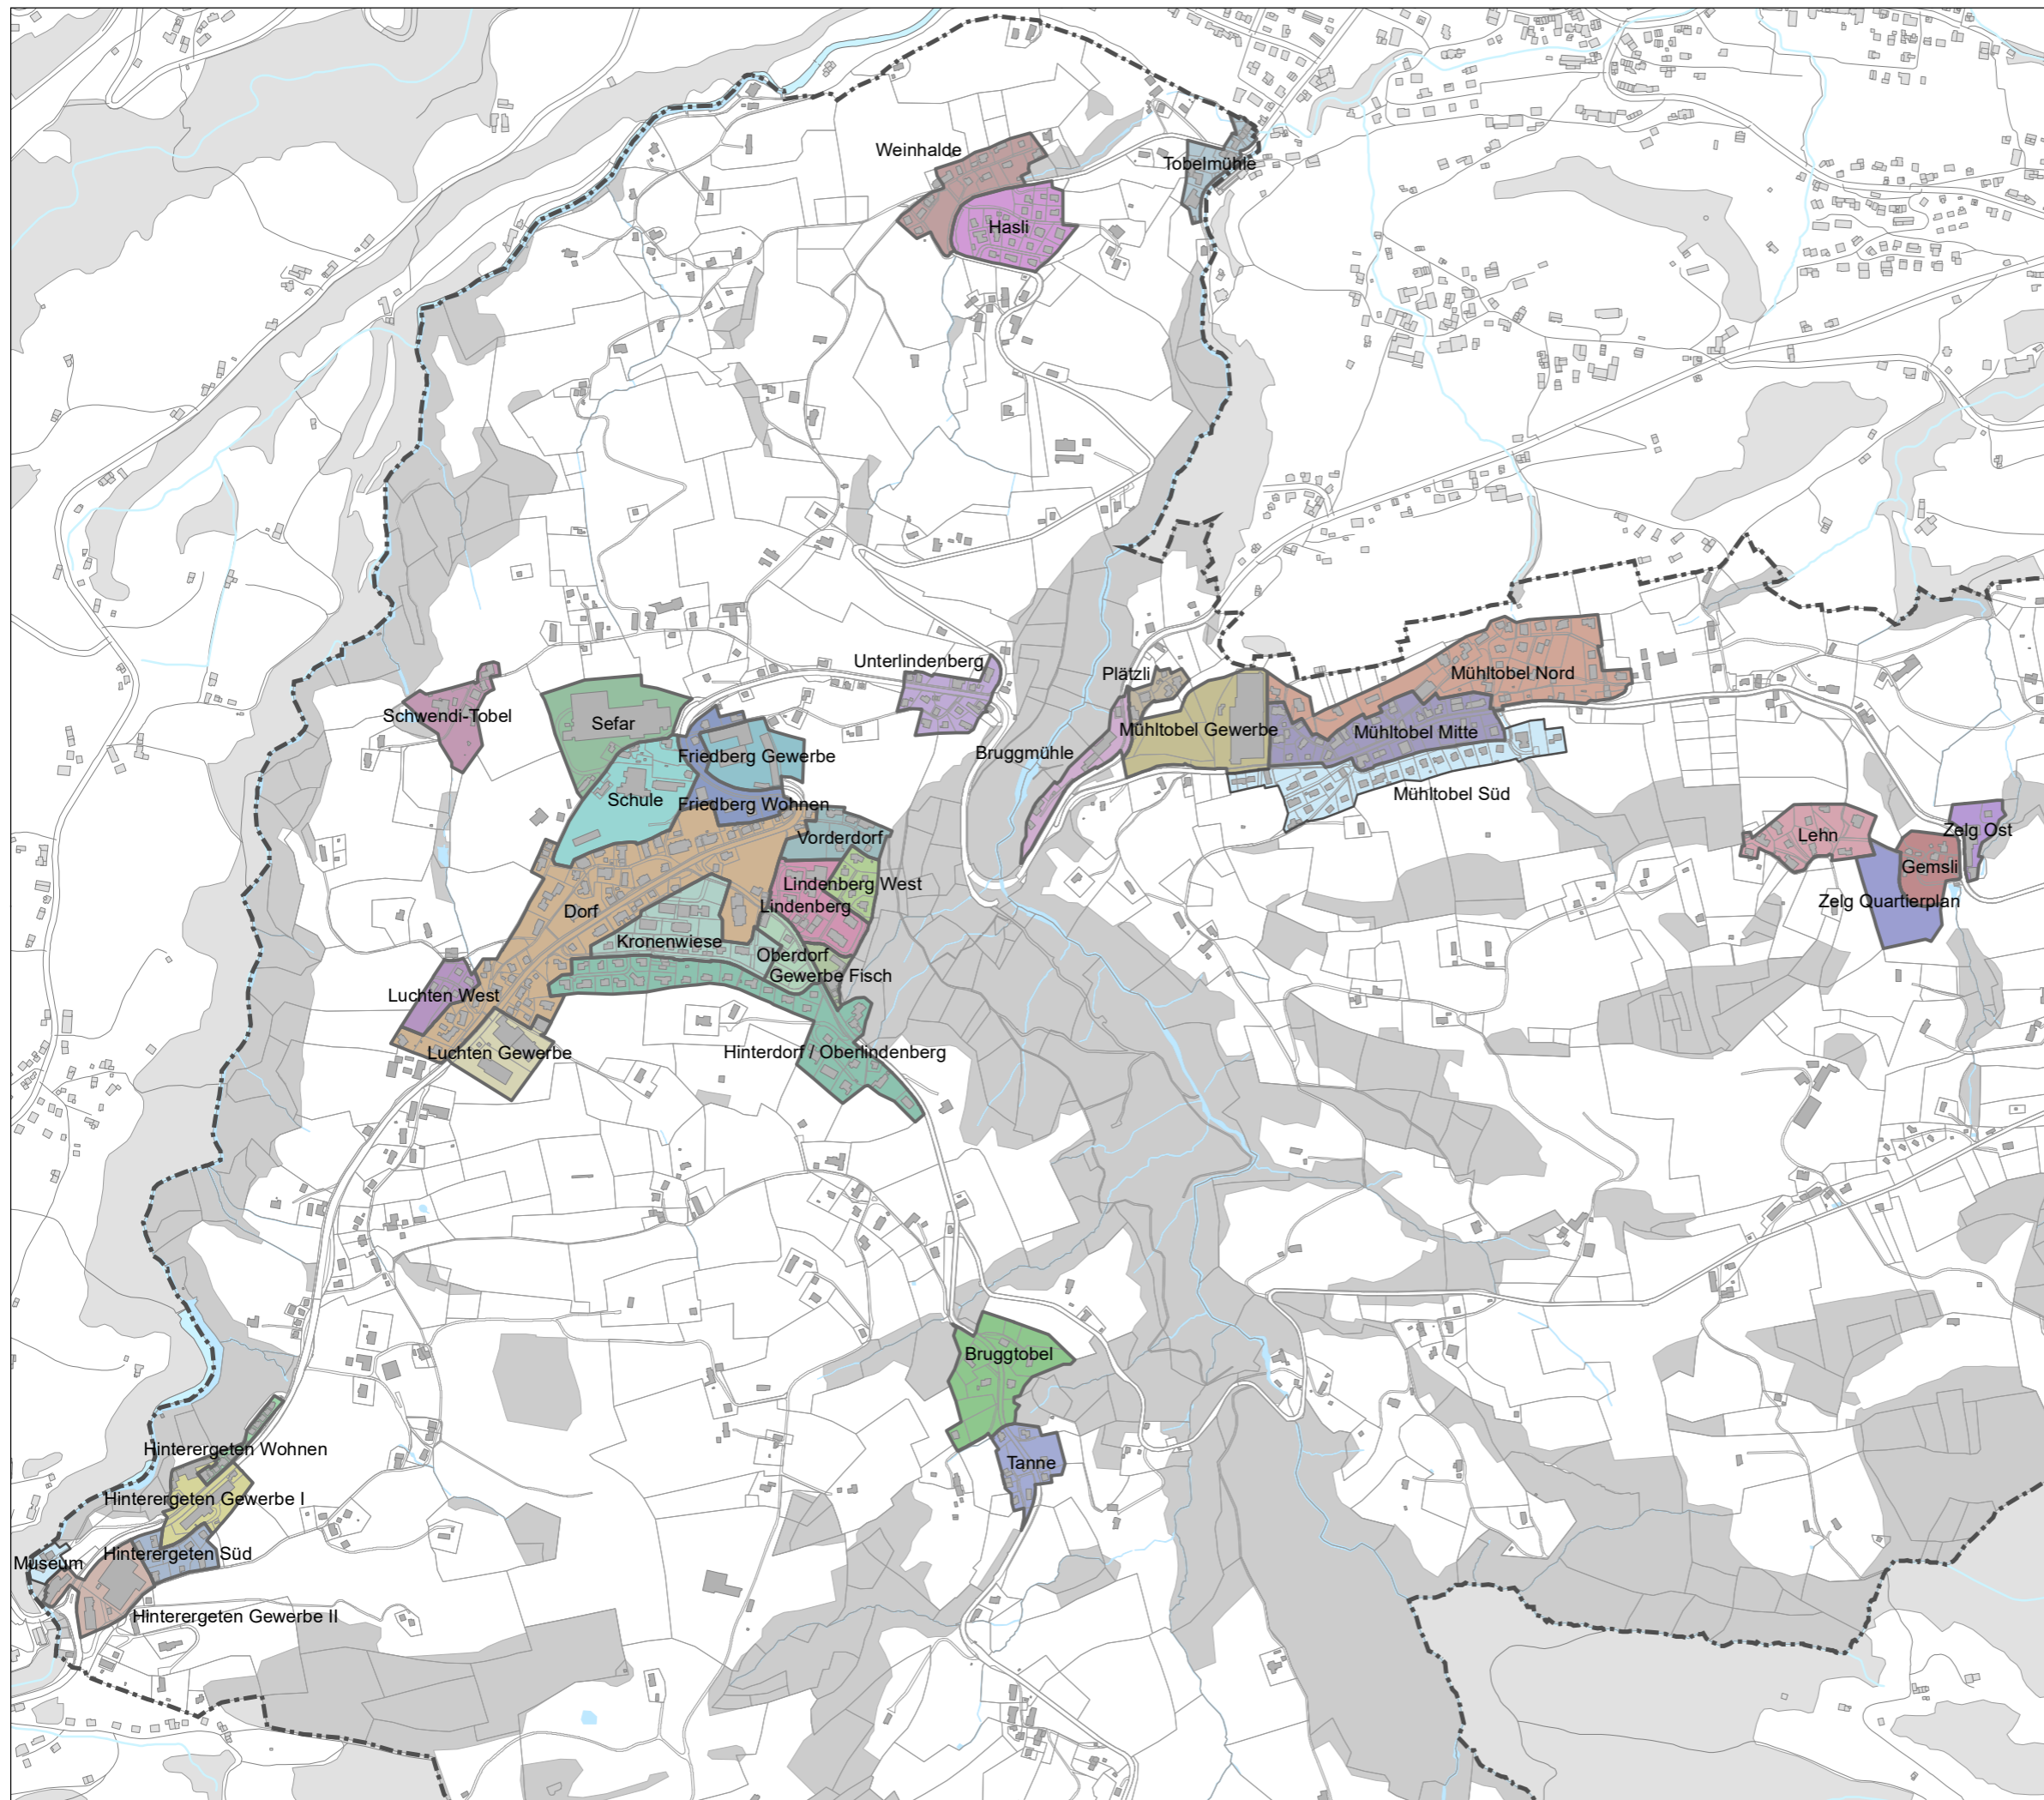 Weinhalde
Tobelmühle
Hasli
Unterlindenberg
Plätzli
Mühltobel Nord
Schwendi-Tobel
Sefar
Mühltobel Gewerbe
Mühltobel Mitte
Bruggmühle
Friedberg Gewerbe
Mühltobel Süd
Schule
Friedberg Wohnen
Vorderdorf
Lehn
Zelg Ost
Gemsli
Lindenberg West
Zelg Quartierplan
Lindenberg
Dorf
Kronenwiese
Oberdorf
Gewerbe Fisch
Luchten West
Luchten Gewerbe
Hinterdorf / Oberlindenberg
Bruggtobel
Hinterergeten Wohnen
Tanne
Hinterergeten Gewerbe I
Hinterergeten Süd
Museum
Hinterergeten Gewerbe II